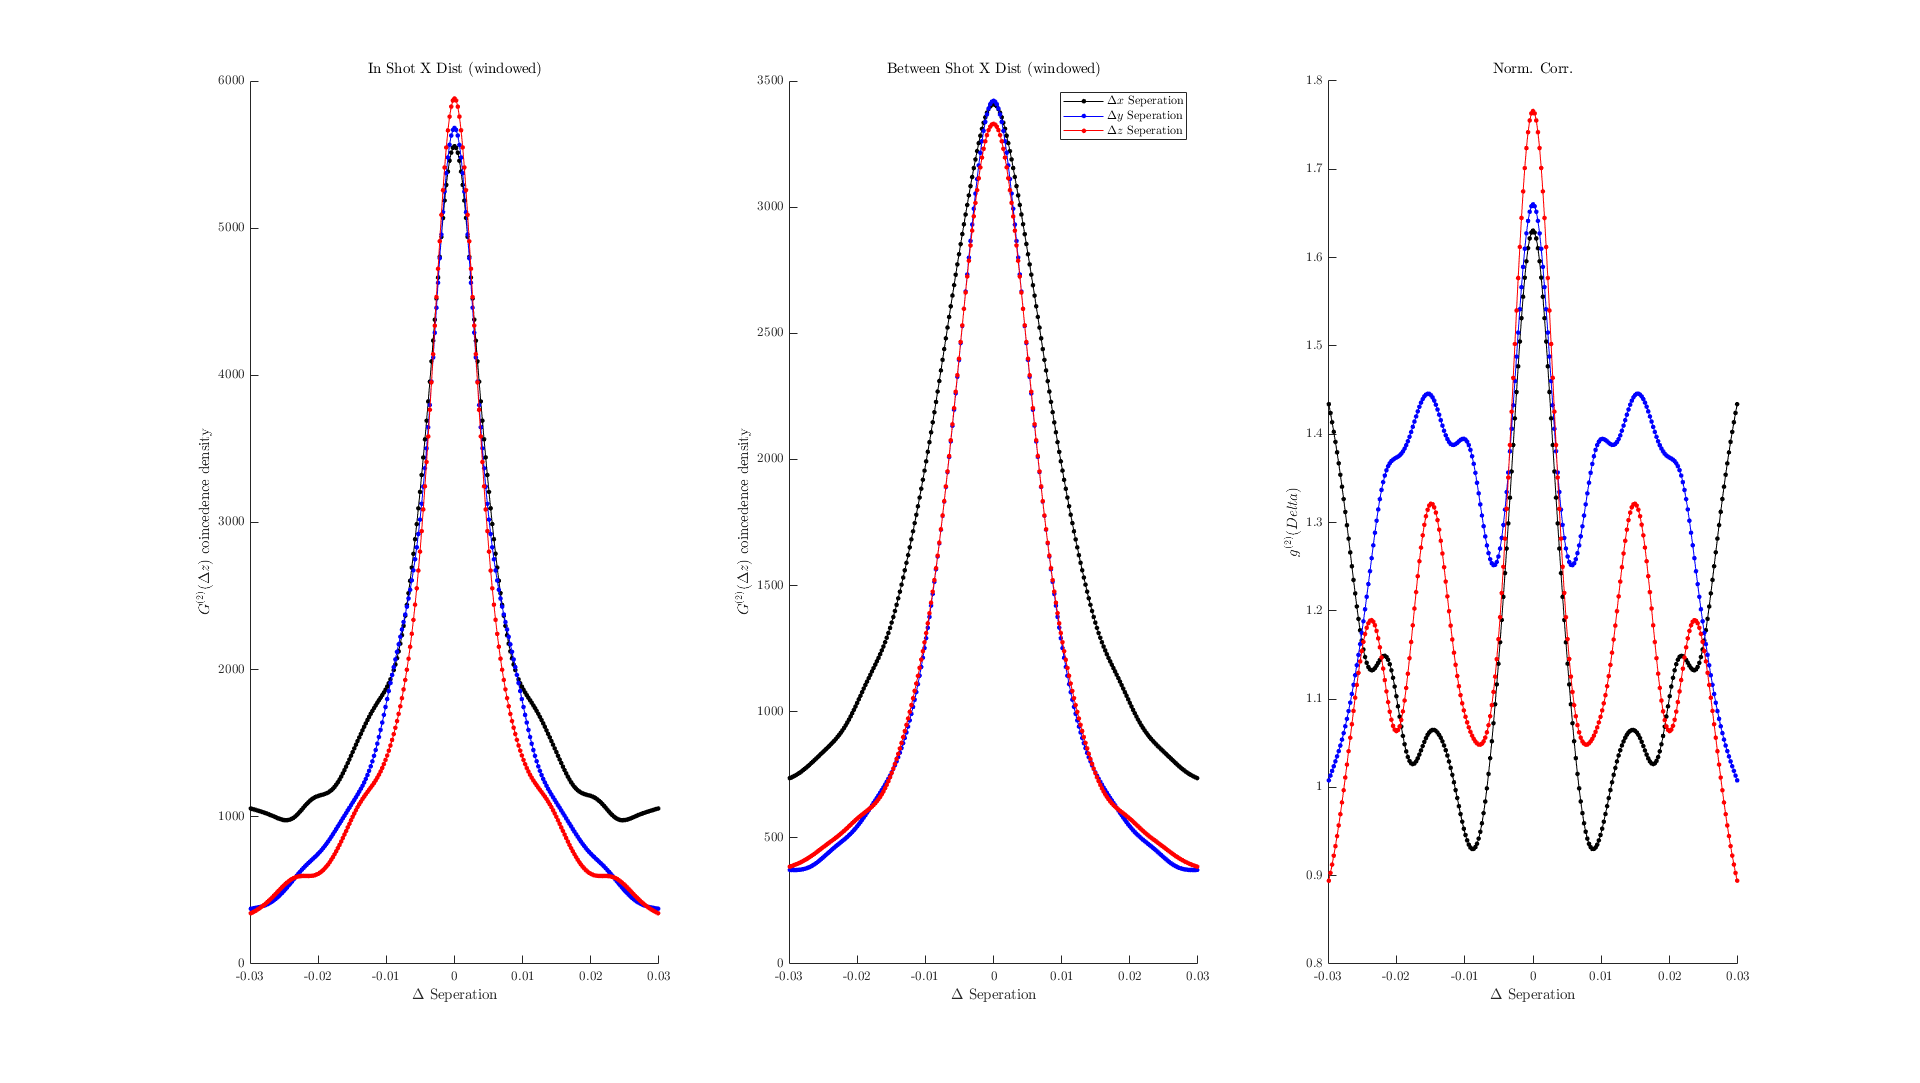 In Shot X Dist (windowed)
6000
5000
4000
3000
2000
1000
0
-0.03 -0.02 -0.01 0 0.01 0.02 0.03
Δ Seperation
G^(2)(Δz) coincedence density
Between Shot X Dist (windowed)
Δx Seperation
Δy Seperation
Δz Seperation
3500
3000
2500
2000
1500
1000
500
0
-0.03 -0.02 -0.01 0 0.01 0.02 0.03
Δ Seperation
G^(2)(Δz) coincedence density
Norm. Corr.
1.8
1.7
1.6
1.5
1.4
1.3
1.2
1.1
1
0.9
0.8
-0.03 -0.02 -0.01 0 0.01 0.02 0.03
Δ Seperation
g^(2)(Delta)